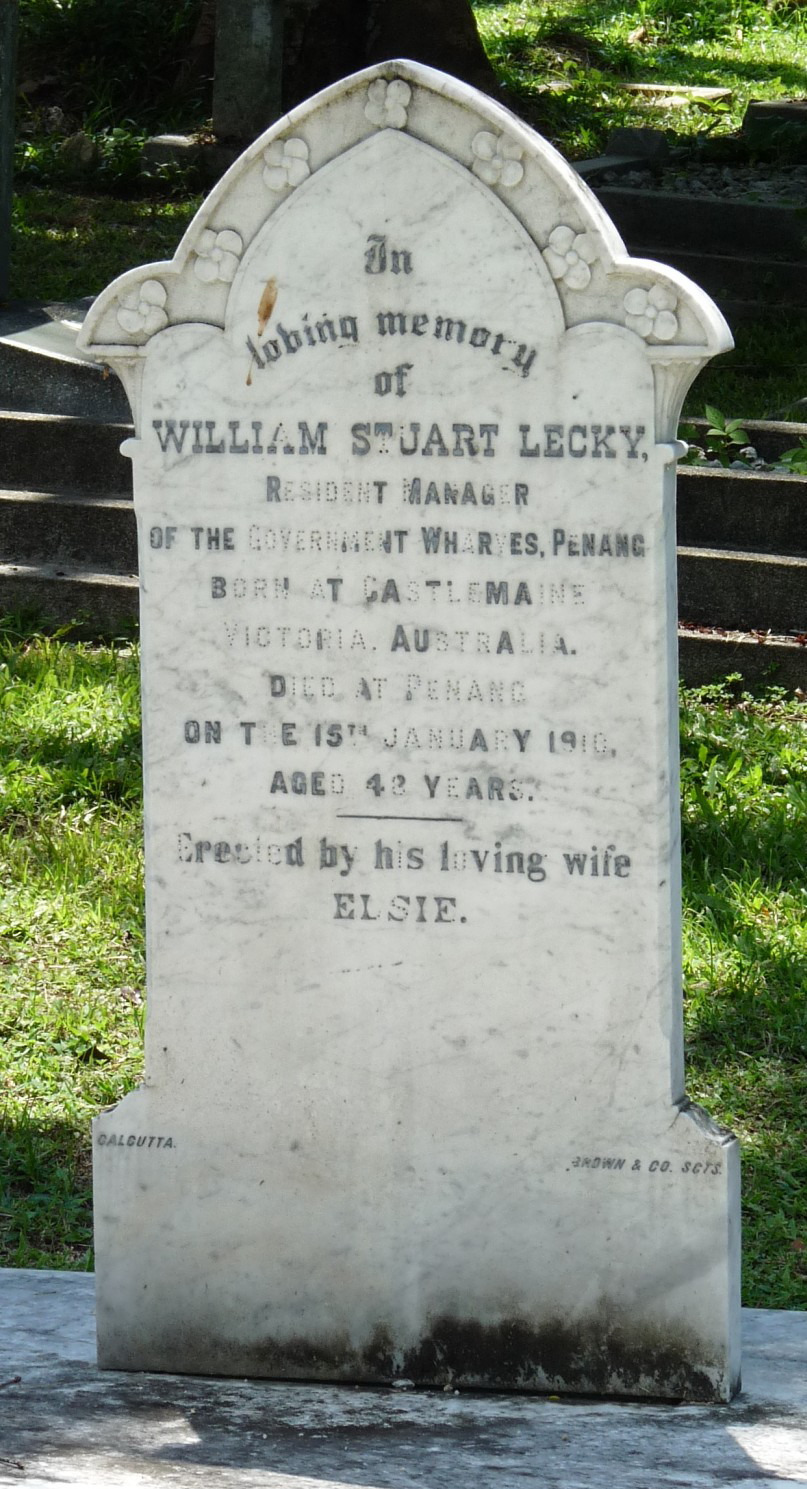 In
loving memory
of
WILLIAM STUART LECKY,
RESIDENT MANAGER
OF THE GOVERNMENT WHARVES, PENANG
BORN AT CASTLEMAINE
VICTORIA, AUSTRALIA.
DIED AT PENANG
ON THE 15TH JANUARY 1910,
AGED 48 YEARS.
Erected by his loving wife
ELSIE.
CALCUTTA.
BROWN & CO. SCTS.